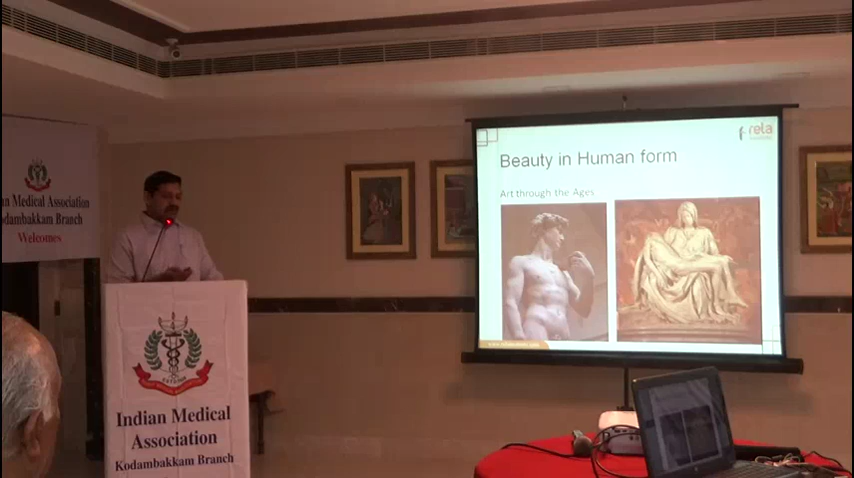 rela
Beauty in Human form
Art through the Ages
Indian Medical Association
Kodambakkam Branch
Welcomes
Indian Medical
Association
Kodambakkam Branch